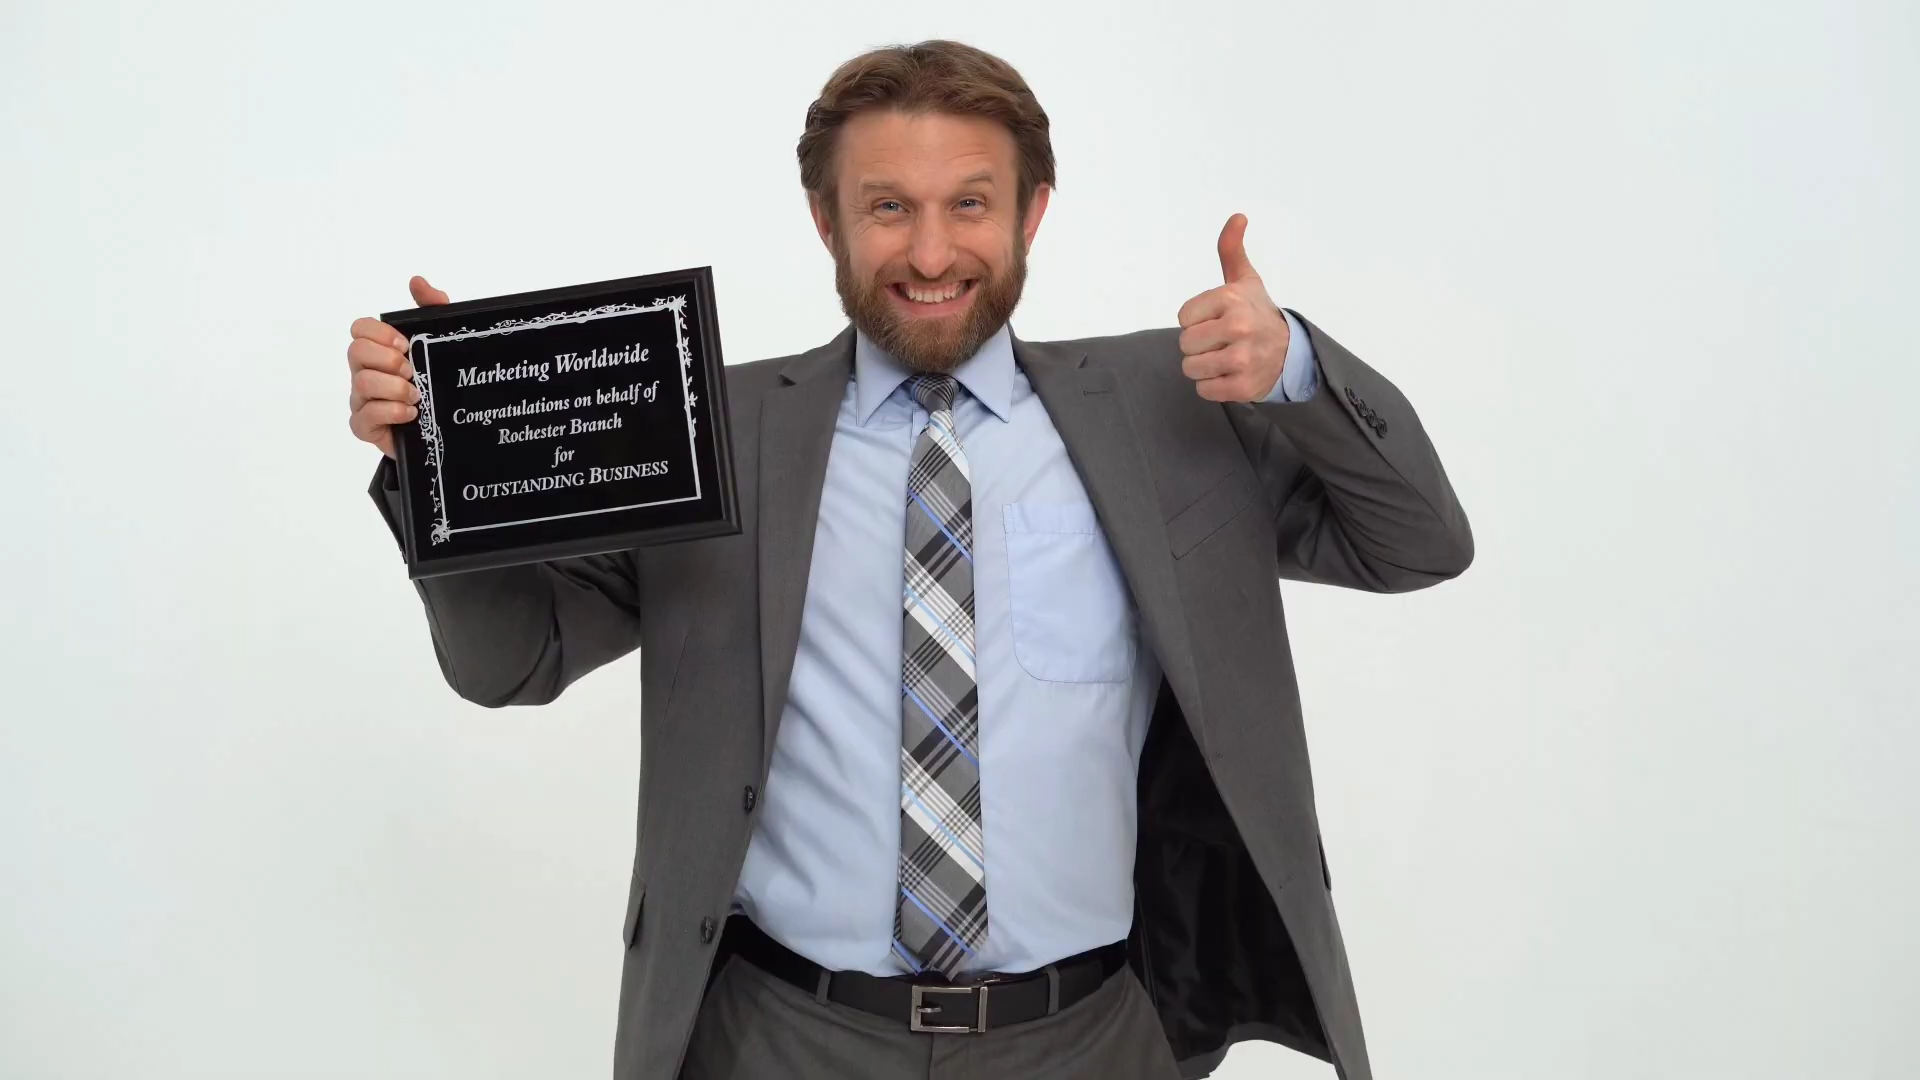 Marketing Worldwide
Congratulations on behalf of
Rochester Branch
for
OUTSTANDING BUSINESS